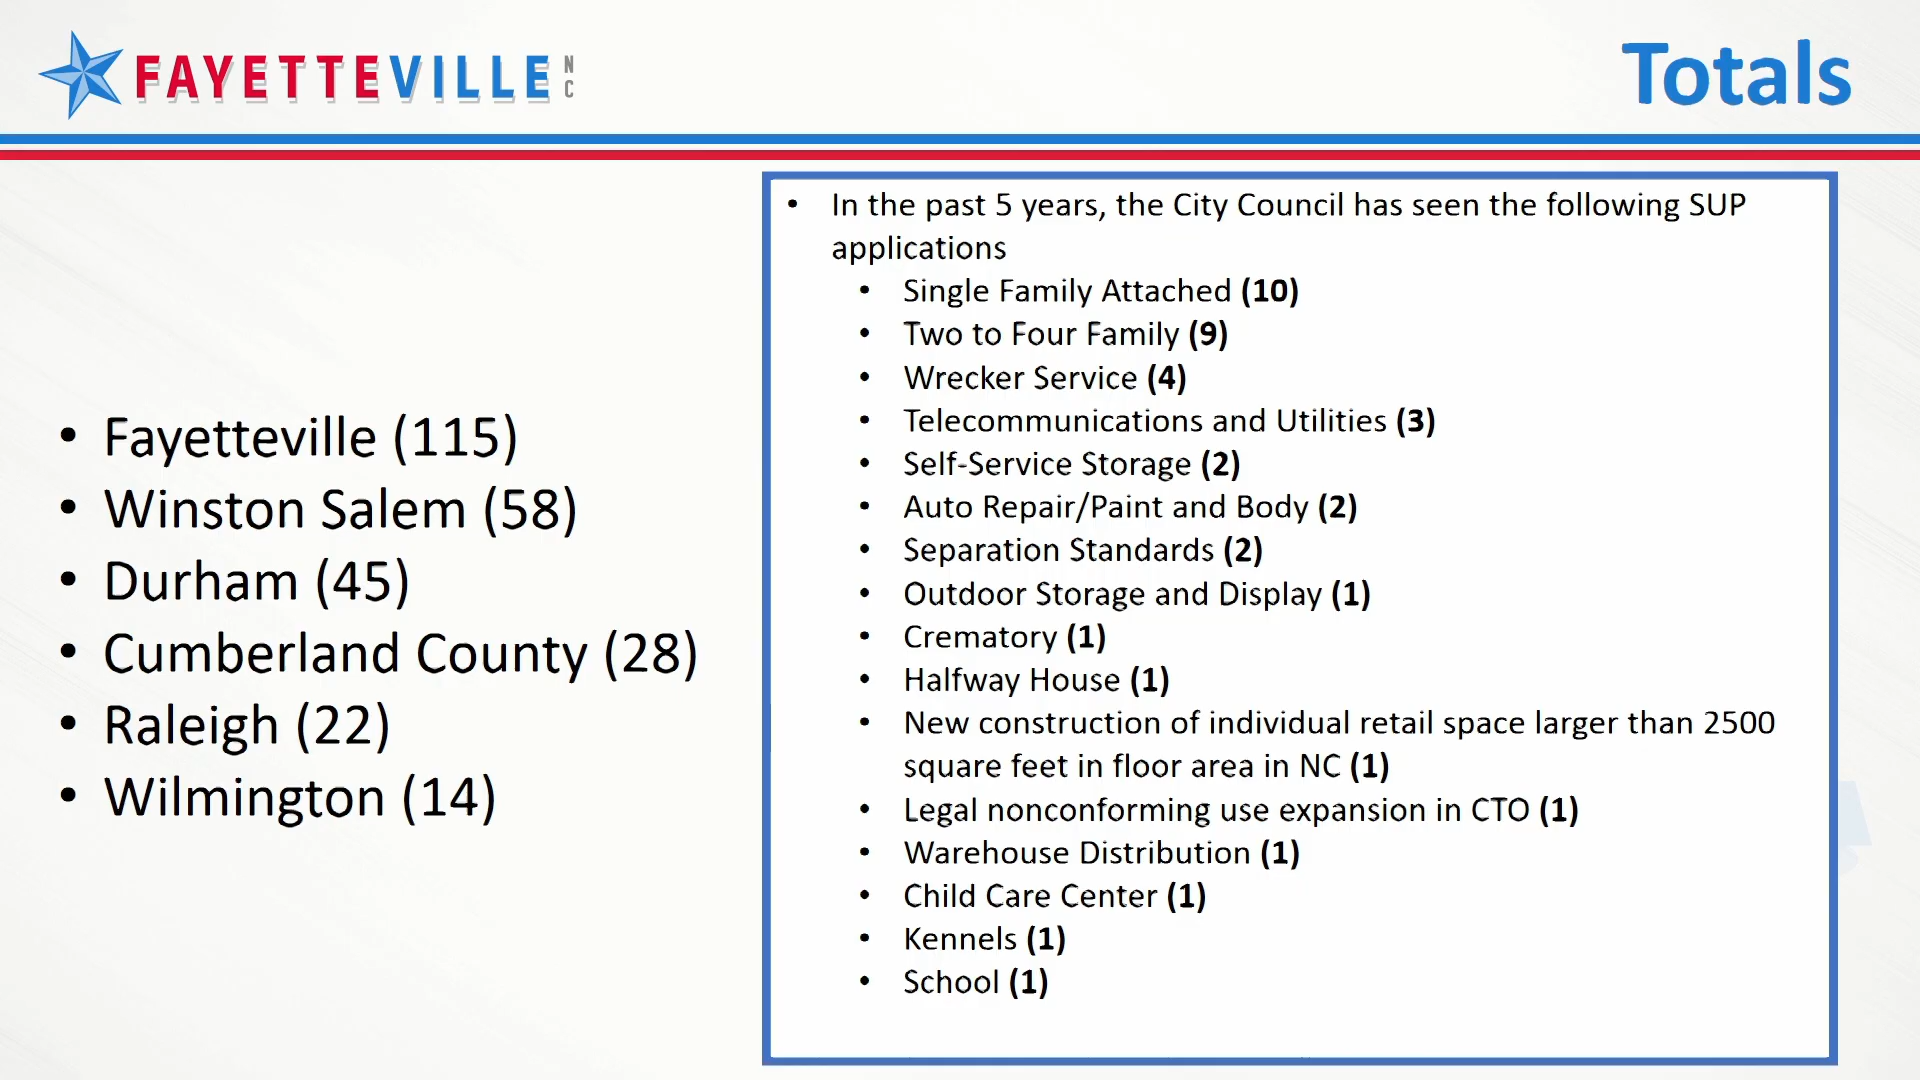 FAYETTEVILLE NC
Totals
• Fayetteville (115)
• Winston Salem (58)
• Durham (45)
• Cumberland County (28)
• Raleigh (22)
• Wilmington (14)
• In the past 5 years, the City Council has seen the following SUP
applications
• Single Family Attached (10)
• Two to Four Family (9)
• Wrecker Service (4)
• Telecommunications and Utilities (3)
• Self-Service Storage (2)
• Auto Repair/Paint and Body (2)
• Separation Standards (2)
• Outdoor Storage and Display (1)
• Crematory (1)
• Halfway House (1)
• New construction of individual retail space larger than 2500
square feet in floor area in NC (1)
• Legal nonconforming use expansion in CTO (1)
• Warehouse Distribution (1)
• Child Care Center (1)
• Kennels (1)
• School (1)